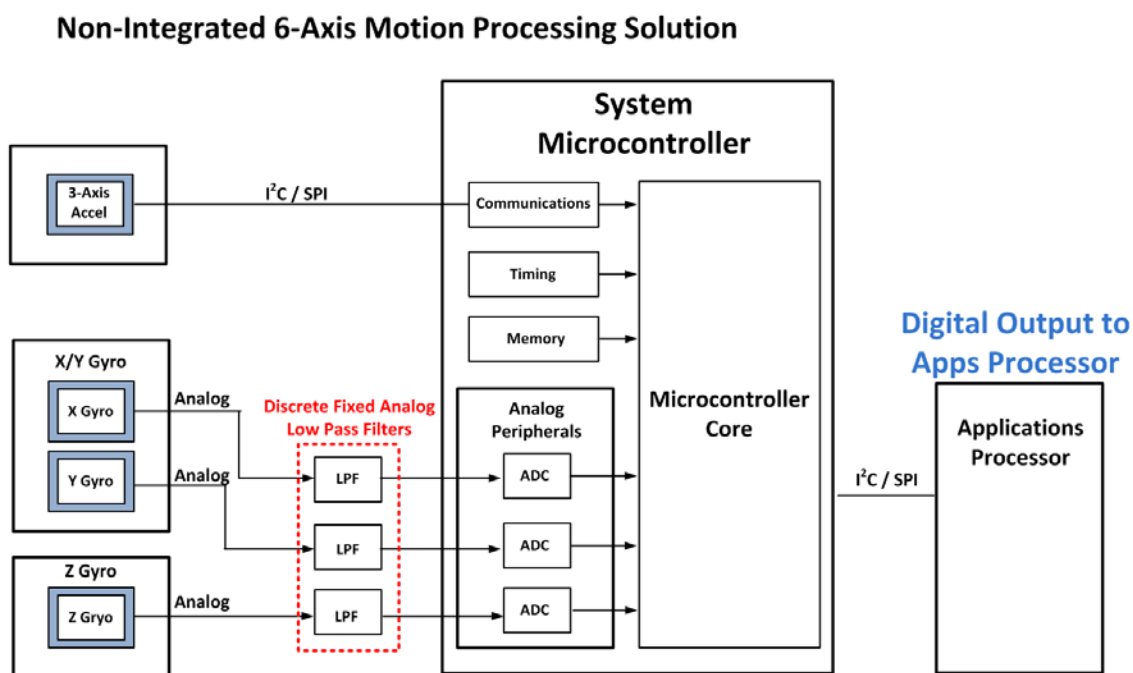 Non-Integrated 6-Axis Motion Processing Solution
System
Microcontroller
3-Axis
Accel
I²C / SPI
Communications
Timing
Memory
Digital Output to
Apps Processor
X/Y Gyro
X Gyro
Analog
Y Gyro
Analog
Discrete Fixed Analog
Low Pass Filters
LPF
LPF
LPF
Analog
Peripherals
ADC
ADC
ADC
Microcontroller
Core
I²C / SPI
Applications
Processor
Z Gyro
Z Gryo
Analog